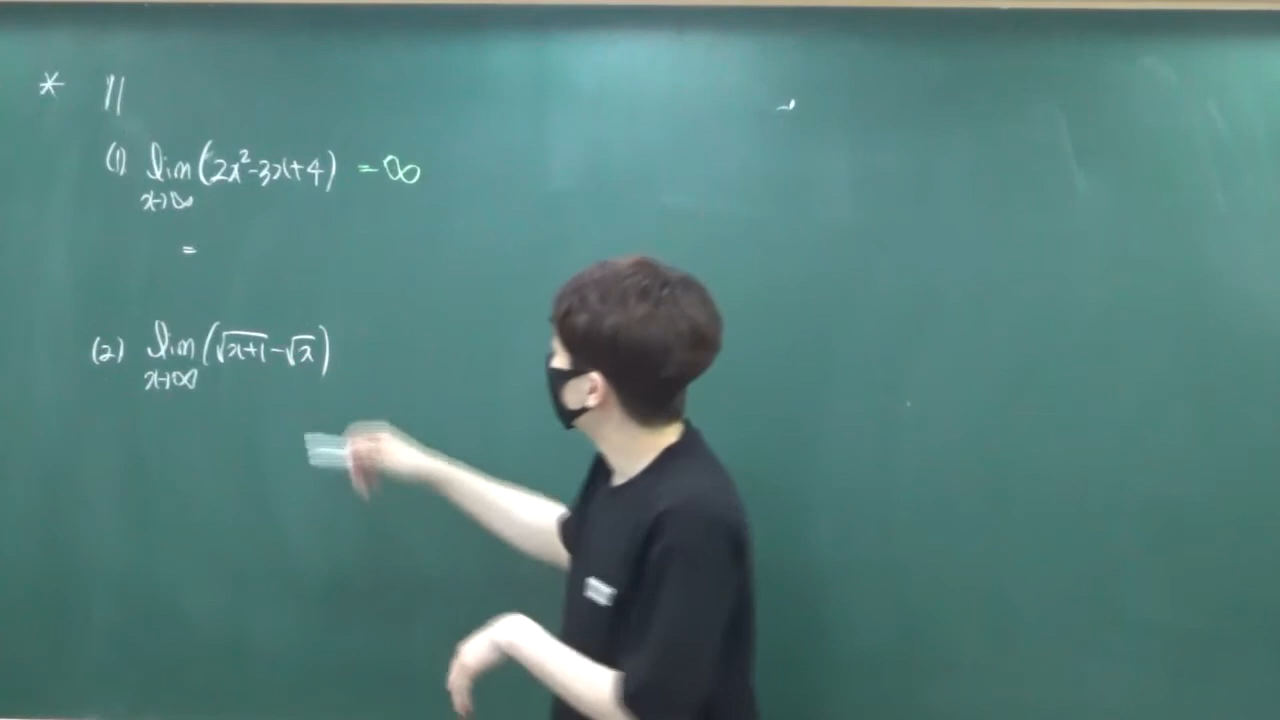 * 11
(1) lim(2x²-3x+4) = ∞
x→∞
=
(2) lim(√x+1-√x)
x→∞